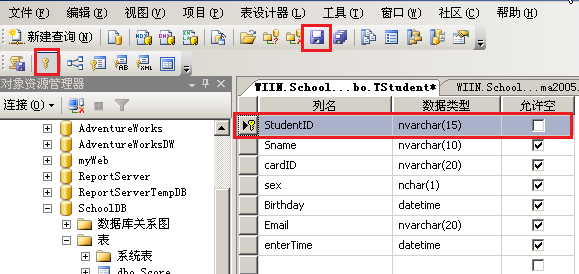 文件(F) 编辑(E) 视图(V) 项目(P) 表设计器(L) 工具(T) 窗口(W) 社区(C) 帮助(H)
新建查询(N)
对象资源管理器
连接(O)
AdventureWorks
AdventureWorksDW
myWeb
ReportServer
ReportServerTempDB
SchoolDB
数据库关系图
表
系统表
dbo.Score
WIIN.School...bo.TStudent* WIIN.School...ma2005.
列名 数据类型 允许空
StudentID nvarchar(15)
Sname nvarchar(10)
cardID nvarchar(20)
sex nchar(1)
Birthday datetime
Email nvarchar(20)
enterTime datetime